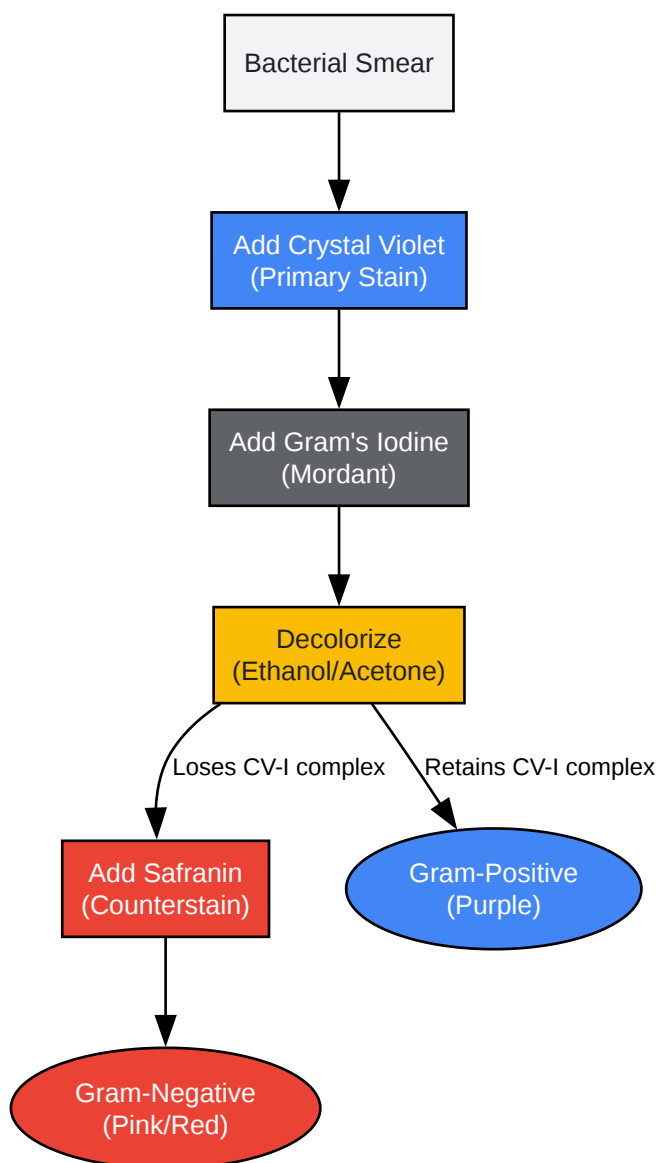 Bacterial Smear
Add Crystal Violet
(Primary Stain)
Add Gram's Iodine
(Mordant)
Decolorize
(Ethanol/Acetone)
Loses CV-I complex
Retains CV-I complex
Add Safranin
(Counterstain)
Gram-Positive
(Purple)
Gram-Negative
(Pink/Red)